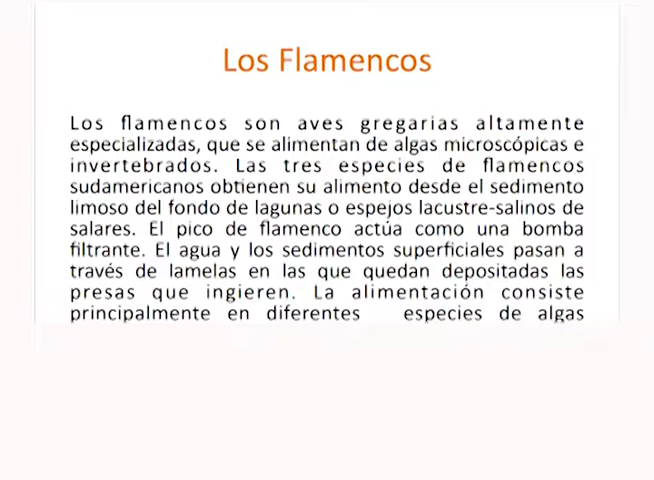 Los Flamencos
Los flamencos son aves gregarias altamente
especializadas, que se alimentan de algas microscópicas e
invertebrados. Las tres especies de flamencos
sudamericanos obtienen su alimento desde el sedimento
limoso del fondo de lagunas o espejos lacustre-salinos de
salares. El pico de flamenco actúa como una bomba
filtrante. El agua y los sedimentos superficiales pasan a
través de lamelas en las que quedan depositadas las
presas que ingieren. La alimentación consiste
principalmente en diferentes especies de algas